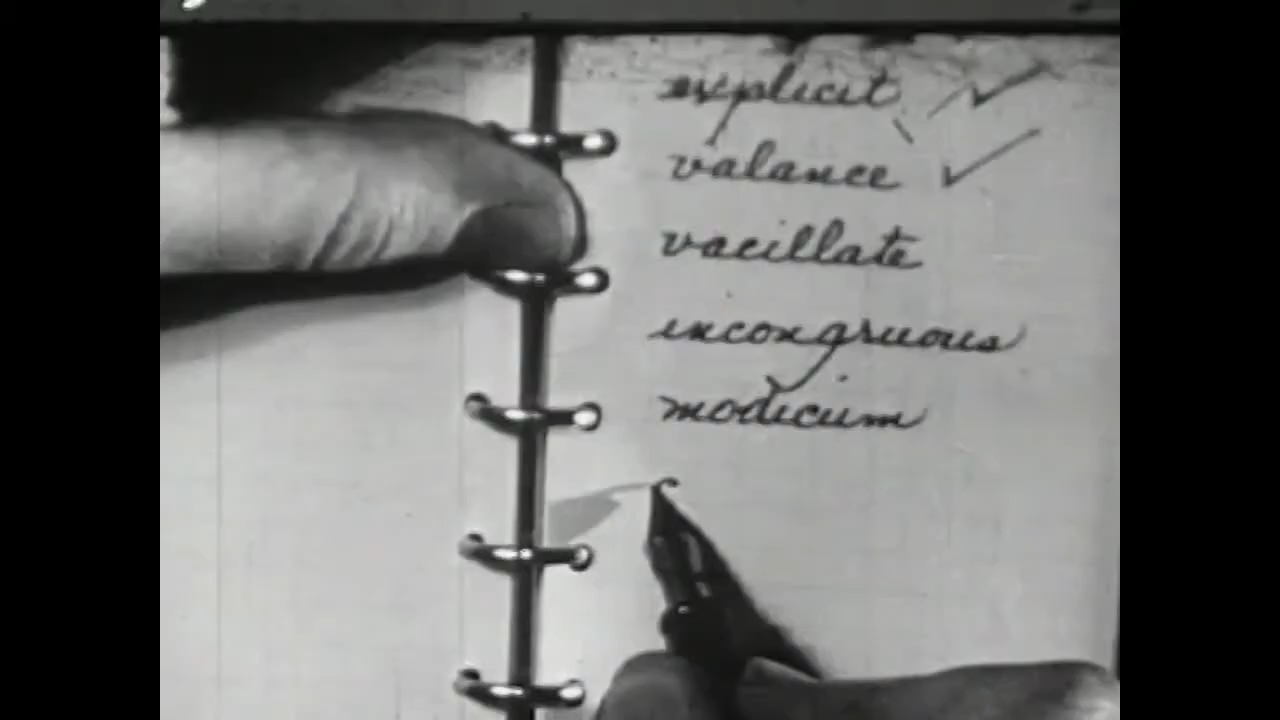 explicit ✓
valance ✓
vacillate
incongruous
modicum